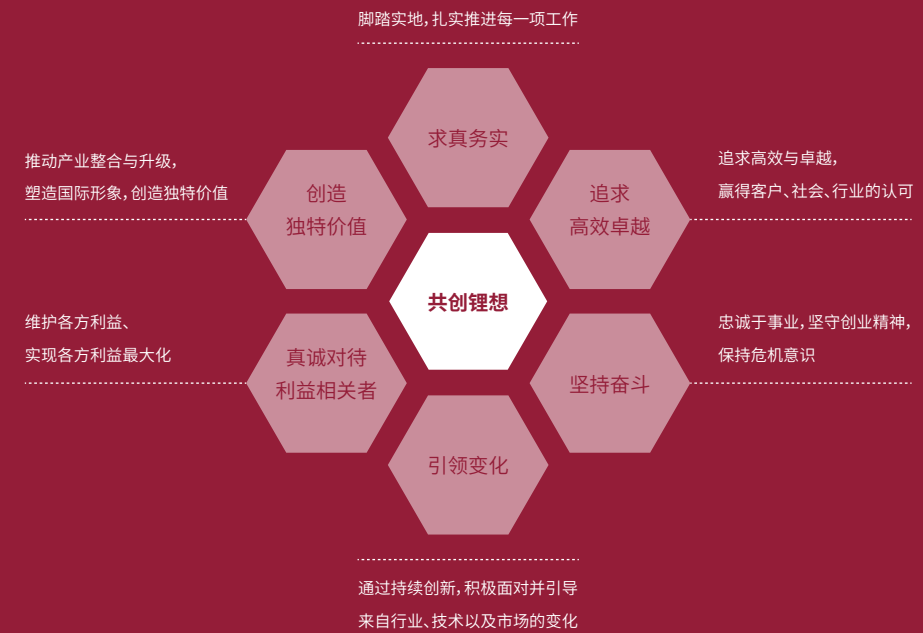 脚踏实地，扎实推进每一项工作
求真务实
推动产业整合与升级，
塑造国际形象，创造独特价值
创造
独特价值
追求
高效卓越
追求高效与卓越，
赢得客户、社会、行业的认可
共创锂想
维护各方利益、
实现各方利益最大化
真诚对待
利益相关者
坚持奋斗
忠诚于事业，坚守创业精神，
保持危机意识
引领变化
通过持续创新，积极面对并引导
来自行业、技术以及市场的变化